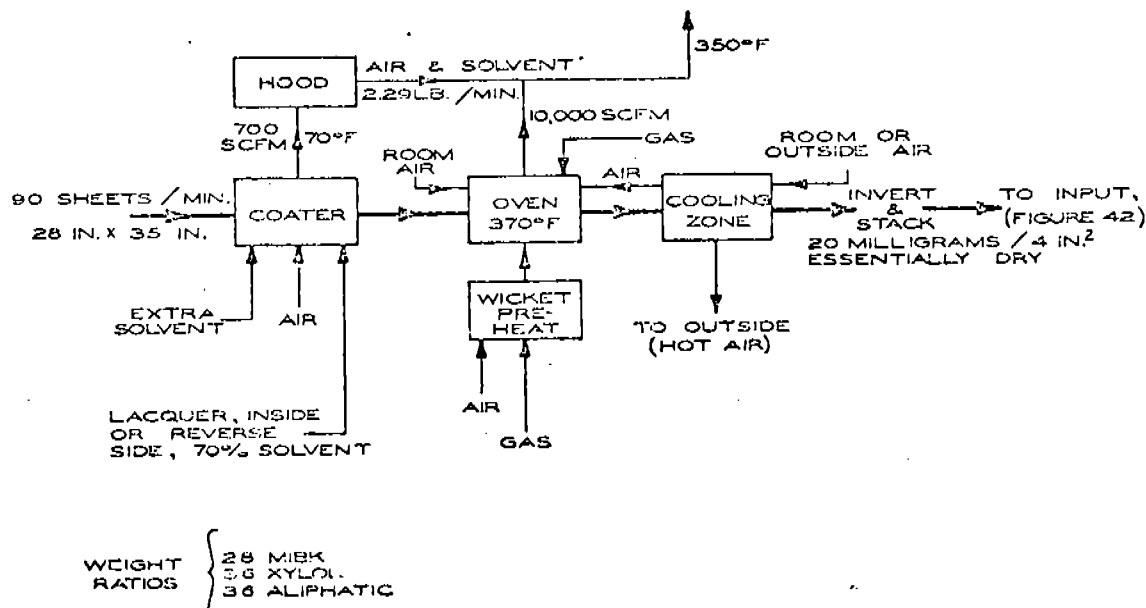 350°F
HOOD
AIR & SOLVENT
2.29 LB./MIN.
10,000 SCFM
700
SCFM
70°F
GAS
ROOM
AIR
AIR
ROOM OR
OUTSIDE AIR
90 SHEETS / MIN.
28 IN. X 35 IN.
COATER
OVEN
370°F
COOLING
ZONE
INVERT
&
STACK
TO INPUT,
(FIGURE 42)
20 MILLIGRAMS / 4 IN.²
ESSENTIALLY DRY
EXTRA
SOLVENT
AIR
WICKET
PRE-
HEAT
TO OUTSIDE
(HOT AIR)
LACQUER, INSIDE
OR REVERSE
SIDE, 70% SOLVENT
AIR
GAS
WEIGHT
RATIOS
28 MIBK
36 XYLOL
36 ALIPHATIC